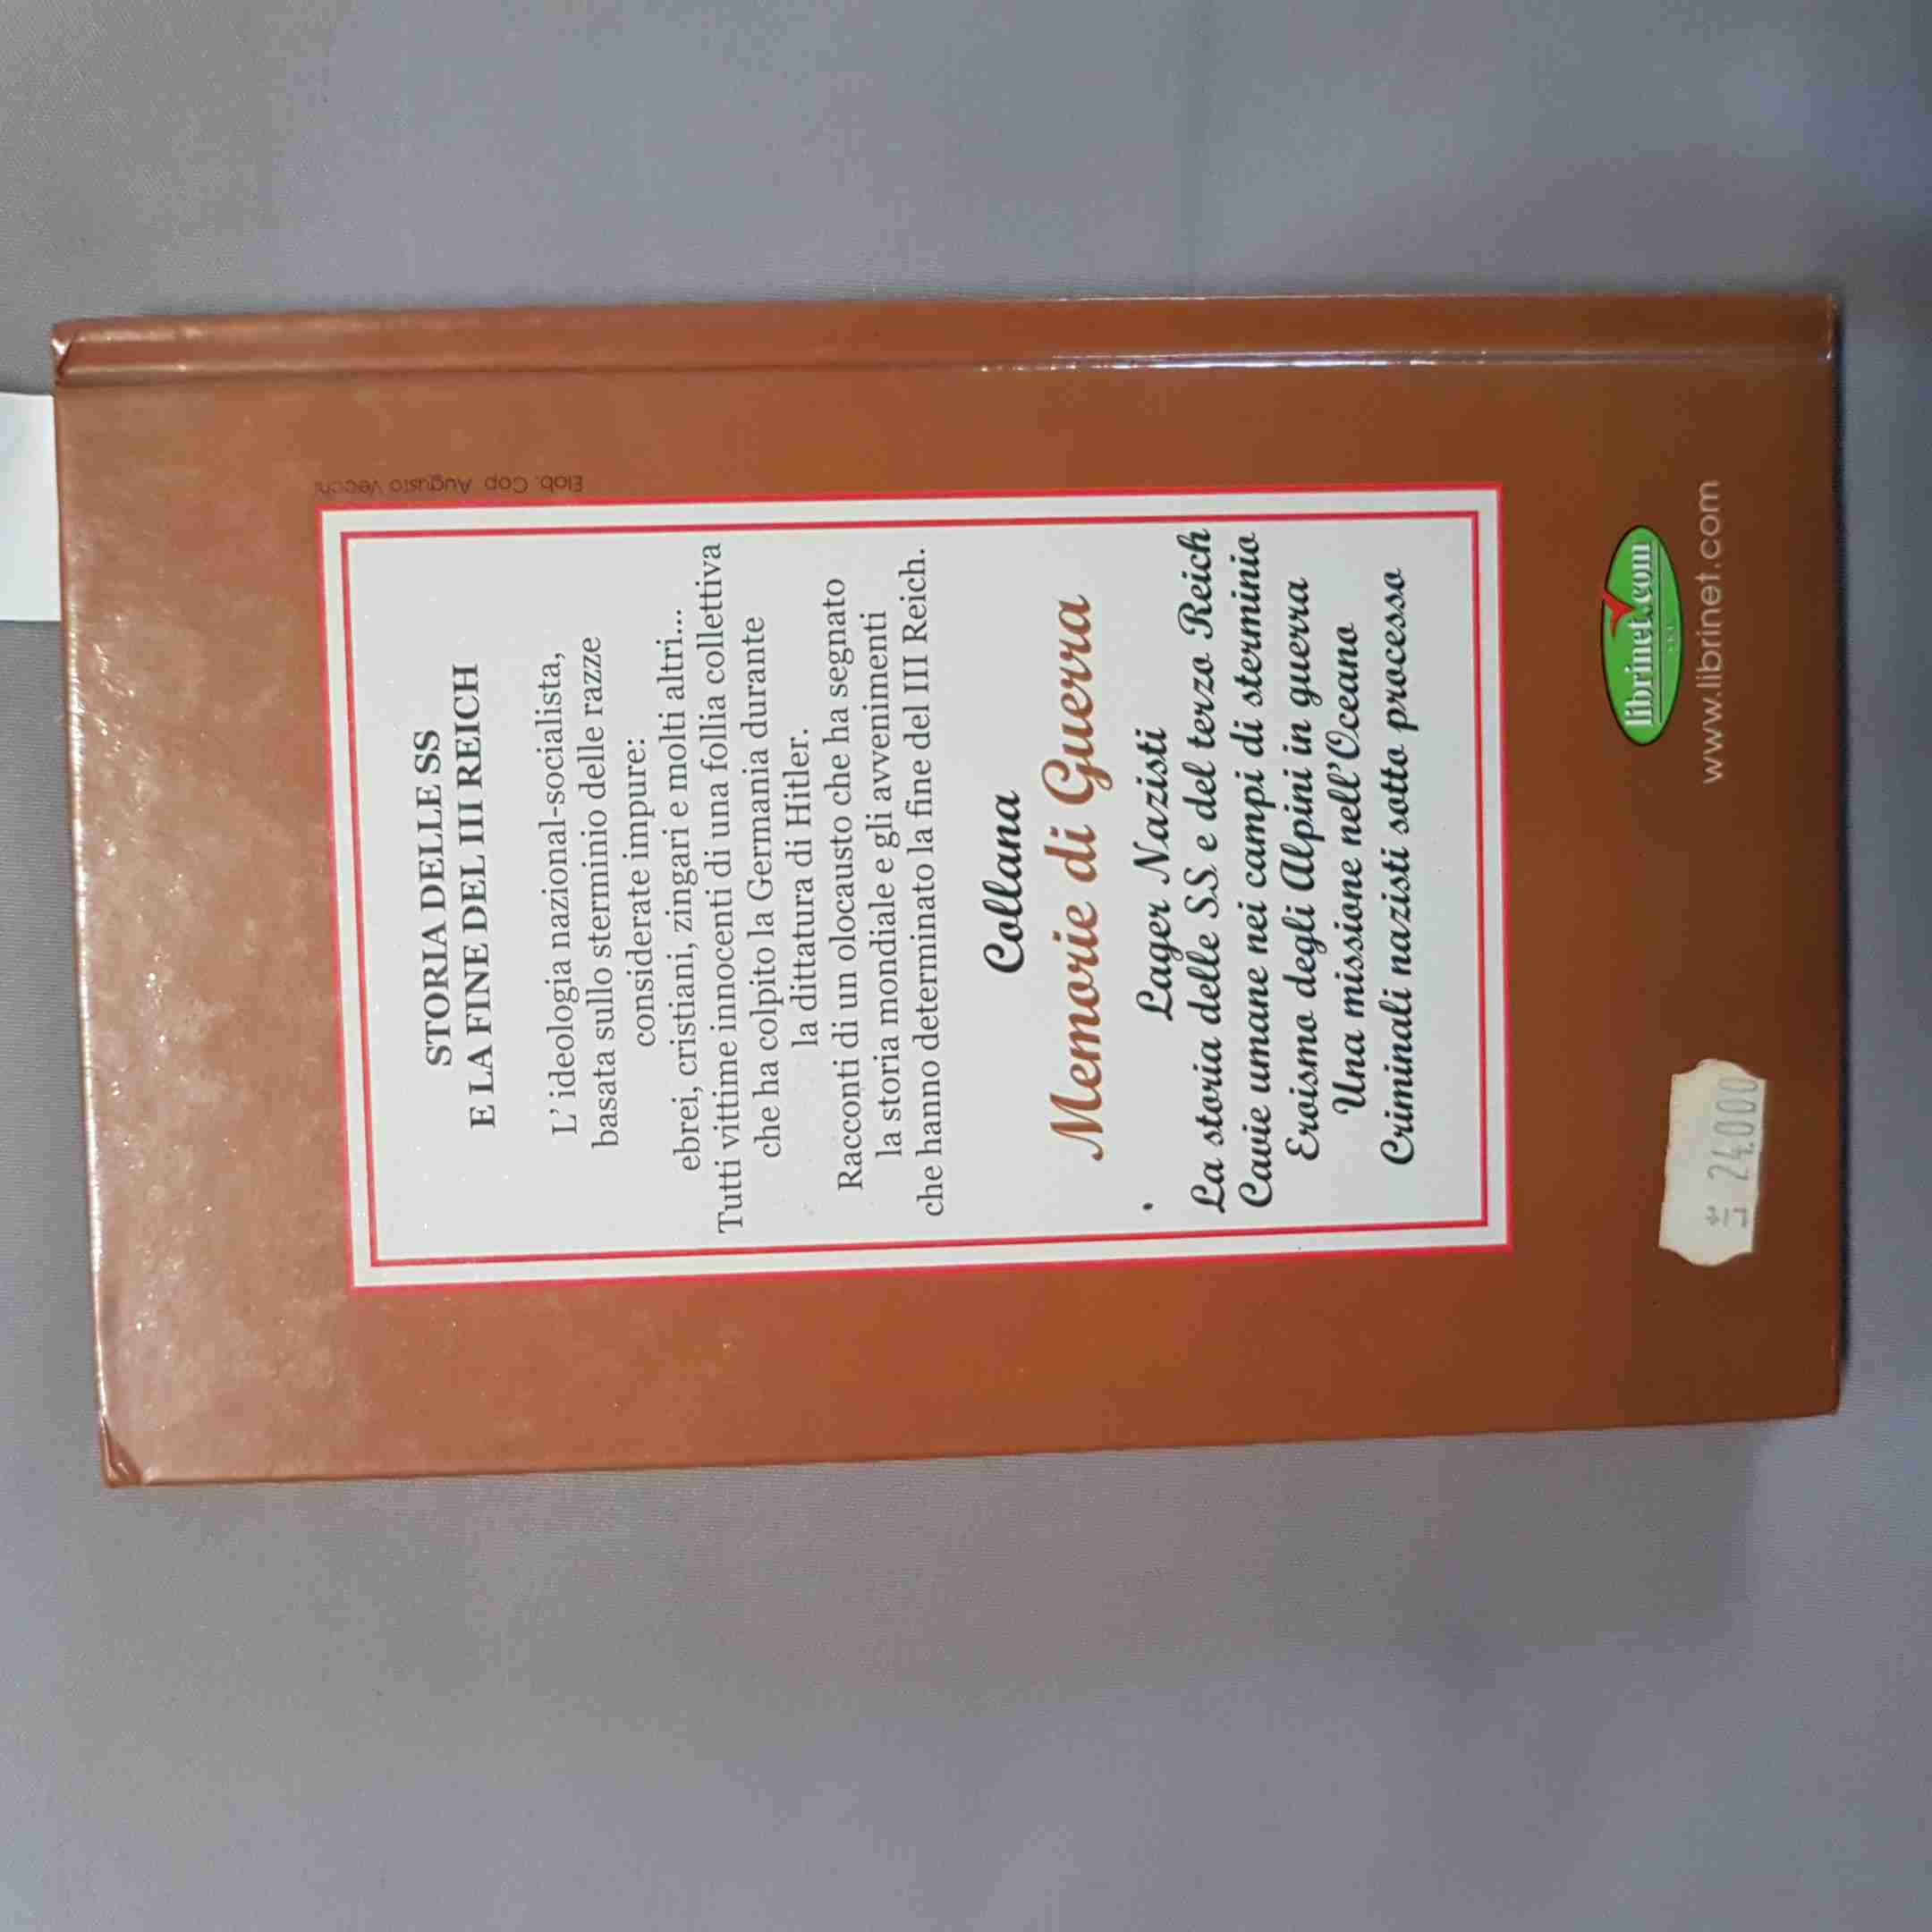 STORIA DELLE SS
E LA FINE DEL III REICH
L'ideologia nazional-socialista,
basata sullo sterminio delle razze
considerate impure:
ebrei, cristiani, zingari e molti altri...
Tutti vittime innocenti di una follia collettiva
che ha colpito la Germania durante
la dittatura di Hitler.
Racconti di un olocausto che ha segnato
la storia mondiale e gli avvenimenti
che hanno determinato la fine del III Reich.
Collana
Memorie di Guerra
Lager Nazisti
La storia delle S.S. e del terzo Reich
Cavie umane nei campi di sterminio
Eroismo degli Alpini in guerra
Una missione nell'Oceano
Criminali nazisti sotto processo
Elab. Cop. Augusto Vecchi
librinet.com
www.librinet.com
24.000